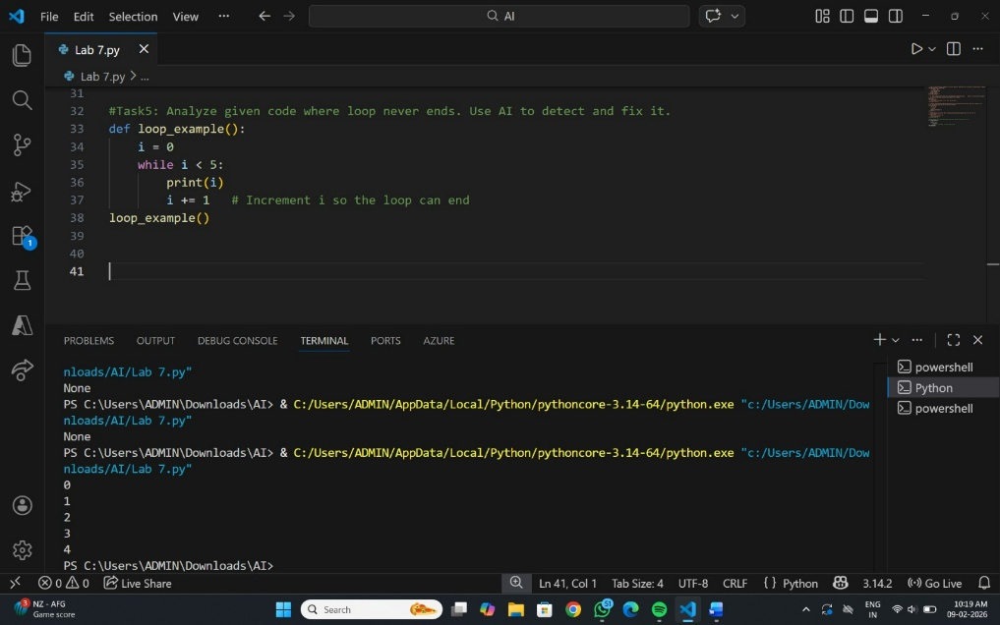 File Edit Selection View ··· AI
Lab 7.py
Lab 7.py > ...
31
32 #Task5: Analyze given code where loop never ends. Use AI to detect and fix it.
33 def loop_example():
34     i = 0
35     while i < 5:
36         print(i)
37         i += 1   # Increment i so the loop can end
38 loop_example()
39
40
41
1
PROBLEMS OUTPUT DEBUG CONSOLE TERMINAL PORTS AZURE
powershell
Python
powershell
nloads/AI/Lab 7.py"
None
PS C:\Users\ADMIN\Downloads\AI> & C:/Users/ADMIN/AppData/Local/Python/pythoncore-3.14-64/python.exe "c:/Users/ADMIN/Dow
nloads/AI/Lab 7.py"
None
PS C:\Users\ADMIN\Downloads\AI> & C:/Users/ADMIN/AppData/Local/Python/pythoncore-3.14-64/python.exe "c:/Users/ADMIN/Dow
nloads/AI/Lab 7.py"
0
1
2
3
4
PS C:\Users\ADMIN\Downloads\AI>
0 0 Live Share Ln 41, Col 1 Tab Size: 4 UTF-8 CRLF { } Python 3.14.2 Go Live
3 NZ - AFG
Game score
Search
51
ENG
IN
10:19 AM
09-02-2026